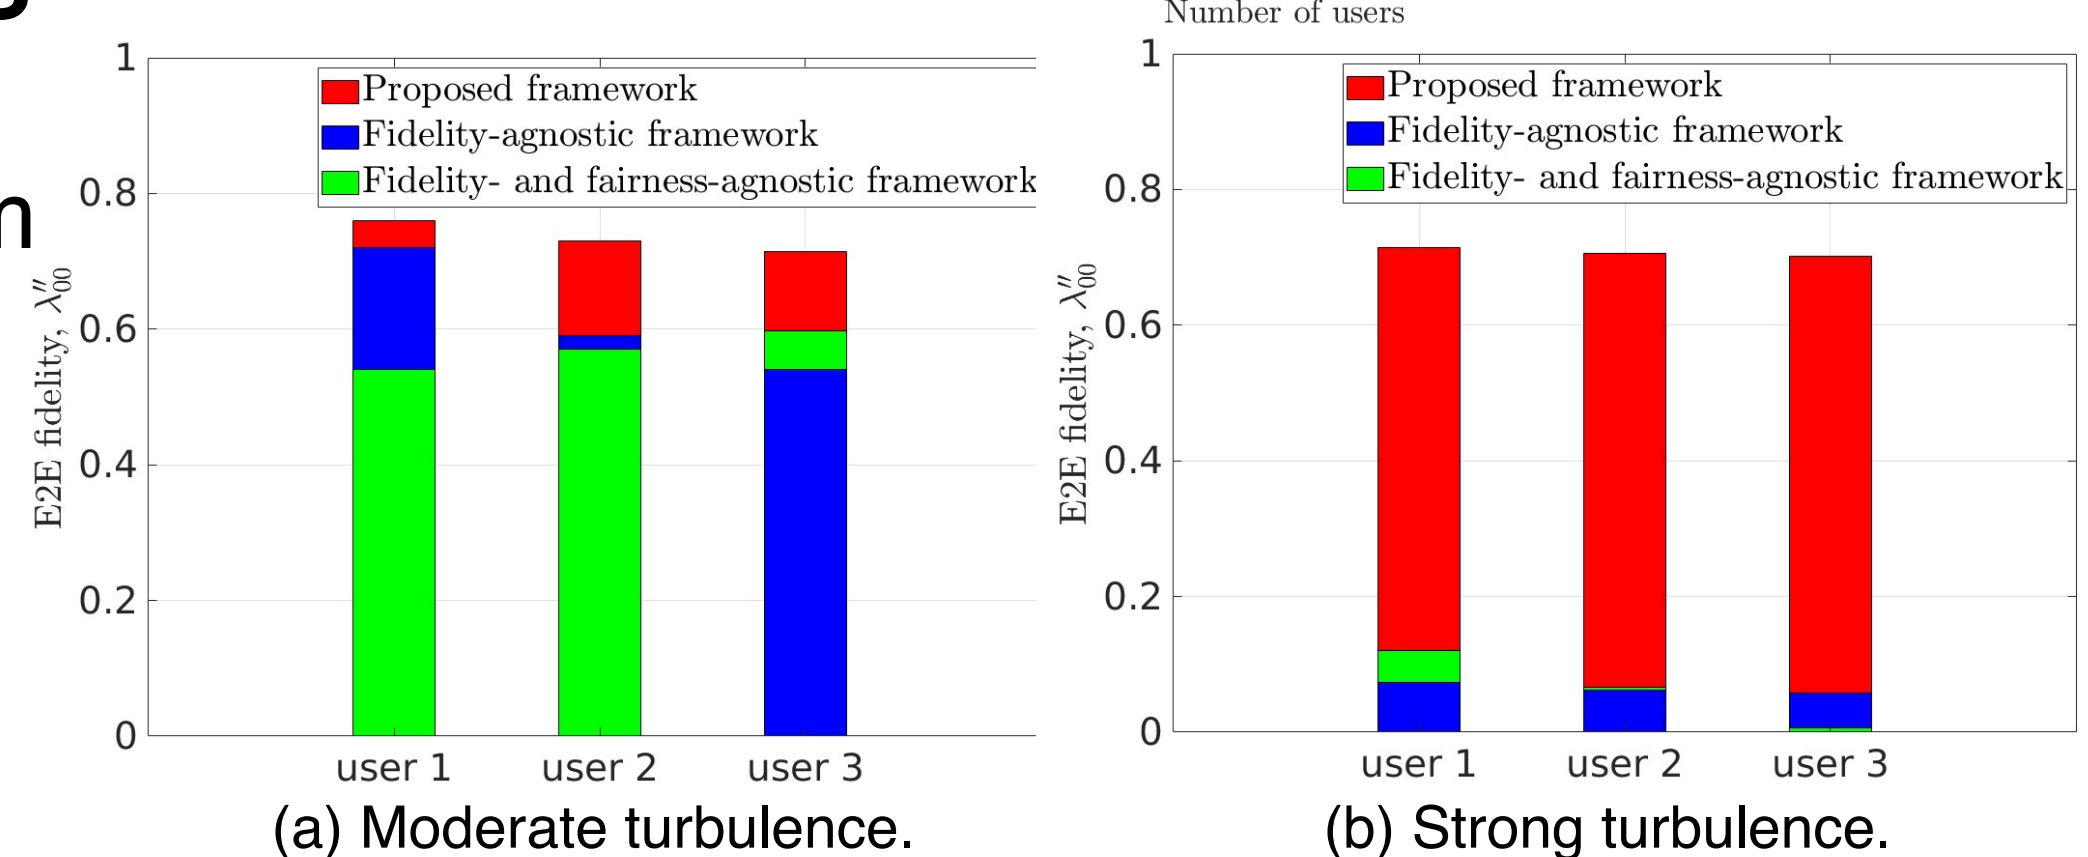 Number of users
1
0.8
0.6
0.4
0.2
0
E2E fidelity, λ″₀₀
Proposed framework
Fidelity-agnostic framework
Fidelity- and fairness-agnostic framework
user 1
user 2
user 3
(a) Moderate turbulence.
1
0.8
0.6
0.4
0.2
0
E2E fidelity, λ″₀₀
Proposed framework
Fidelity-agnostic framework
Fidelity- and fairness-agnostic framework
user 1
user 2
user 3
(b) Strong turbulence.